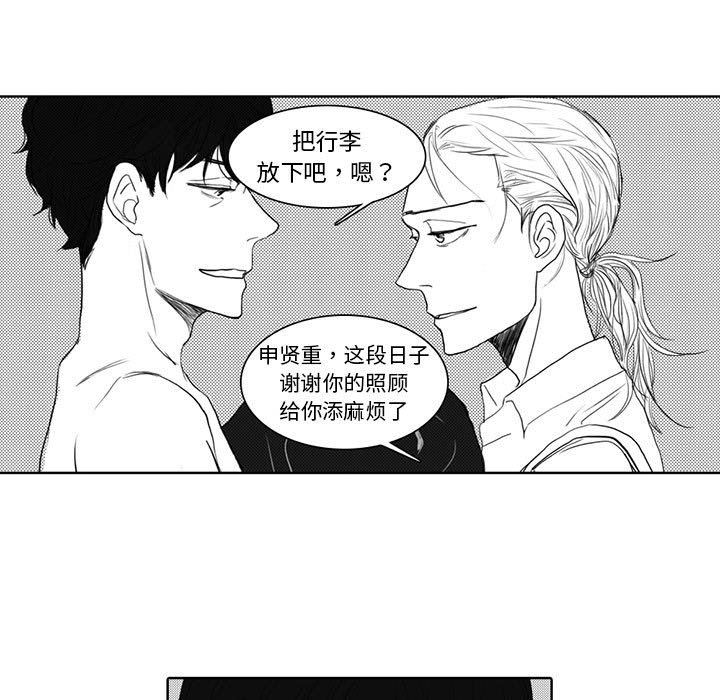 把行李
放下吧，嗯？
申贤重，这段日子
谢谢你的照顾
给你添麻烦了